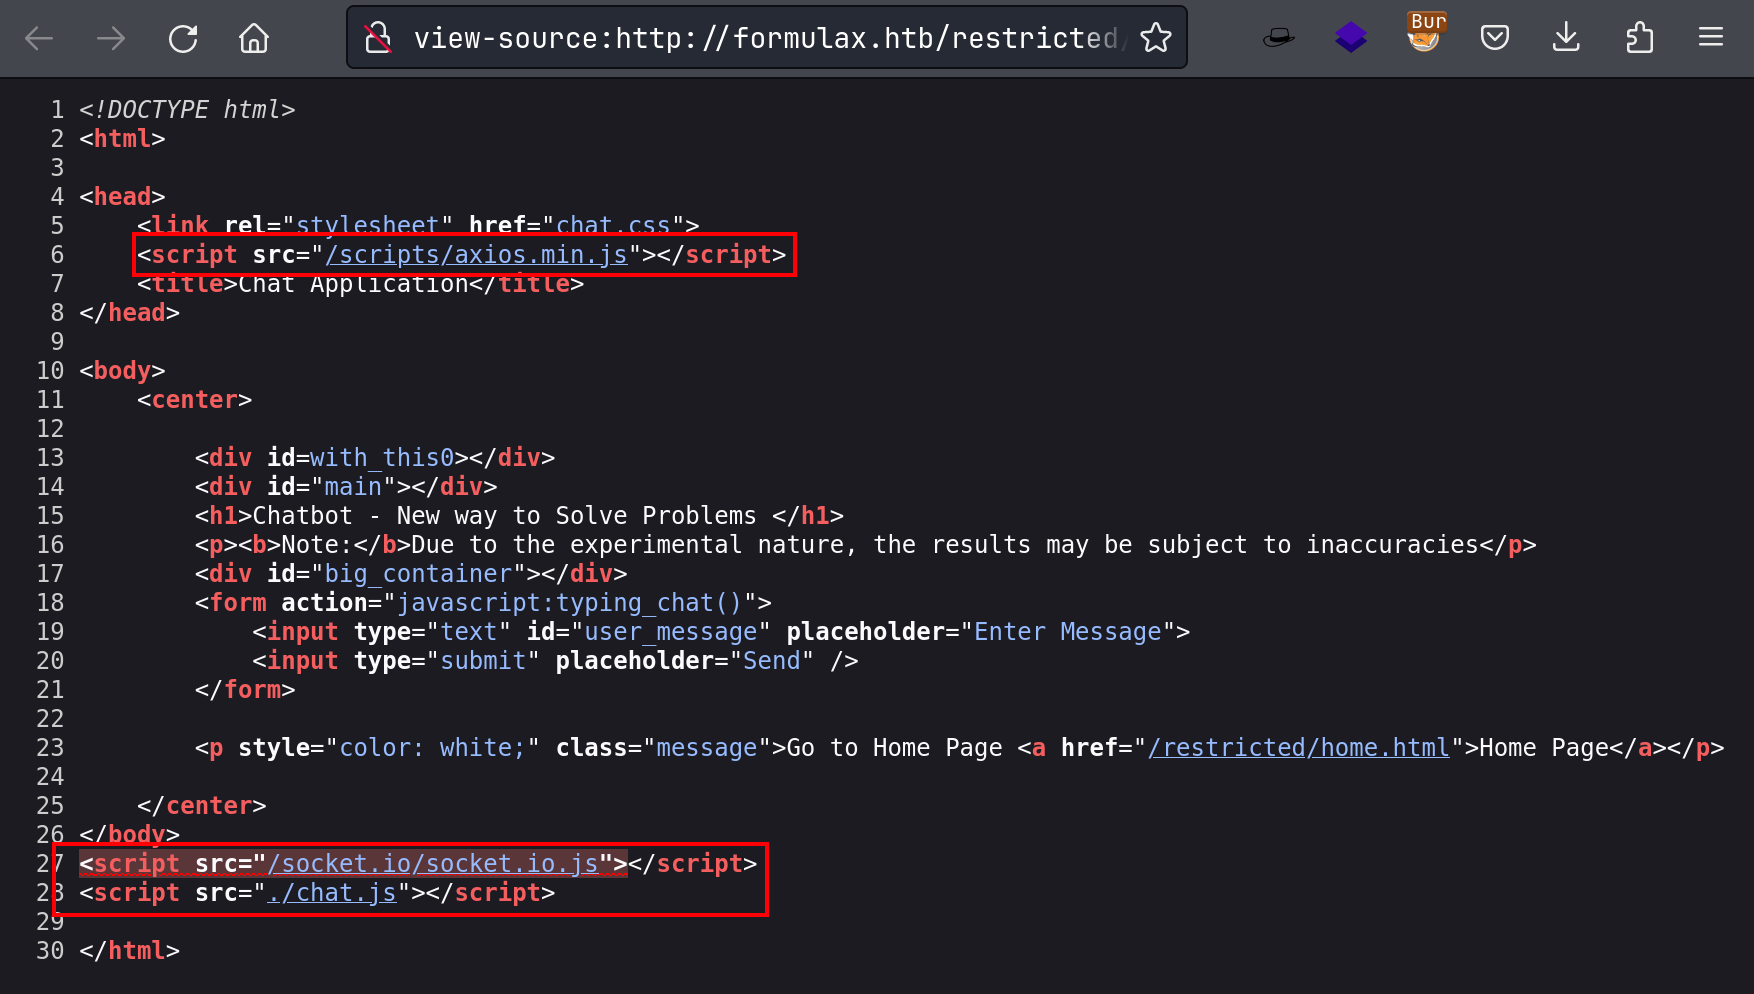 view-source:http://formulax.htb/restricted/
Bur
1 <!DOCTYPE html>
2 <html>
3
4 <head>
5     <link rel="stylesheet" href="chat.css">
6     <script src="/scripts/axios.min.js"></script>
7     <title>Chat Application</title>
8 </head>
9
10 <body>
11     <center>
12
13         <div id=with_this0></div>
14         <div id="main"></div>
15         <h1>Chatbot - New way to Solve Problems </h1>
16         <p><b>Note:</b>Due to the experimental nature, the results may be subject to inaccuracies</p>
17         <div id="big_container"></div>
18         <form action="javascript:typing_chat()">
19             <input type="text" id="user_message" placeholder="Enter Message">
20             <input type="submit" placeholder="Send" />
21         </form>
22
23         <p style="color: white;" class="message">Go to Home Page <a href="/restricted/home.html">Home Page</a></p>
24
25     </center>
26 </body>
27 <script src="/socket.io/socket.io.js"></script>
28 <script src="./chat.js"></script>
29
30 </html>